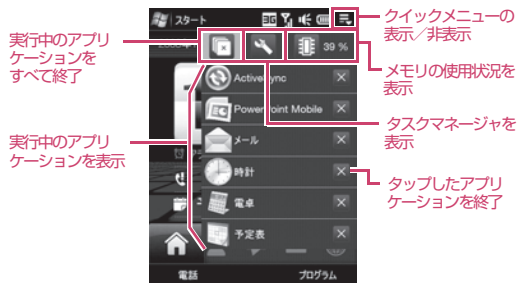 クイックメニューの
表示／非表示
メモリの使用状況を
表示
タスクマネージャを
表示
タップしたアプリ
ケーションを終了
実行中のアプリ
ケーションを
すべて終了
実行中のアプリ
ケーションを表示
スタート
39 %
ActiveSync
PowerPoint Mobile
メール
時計
電卓
予定表
電話
プログラム